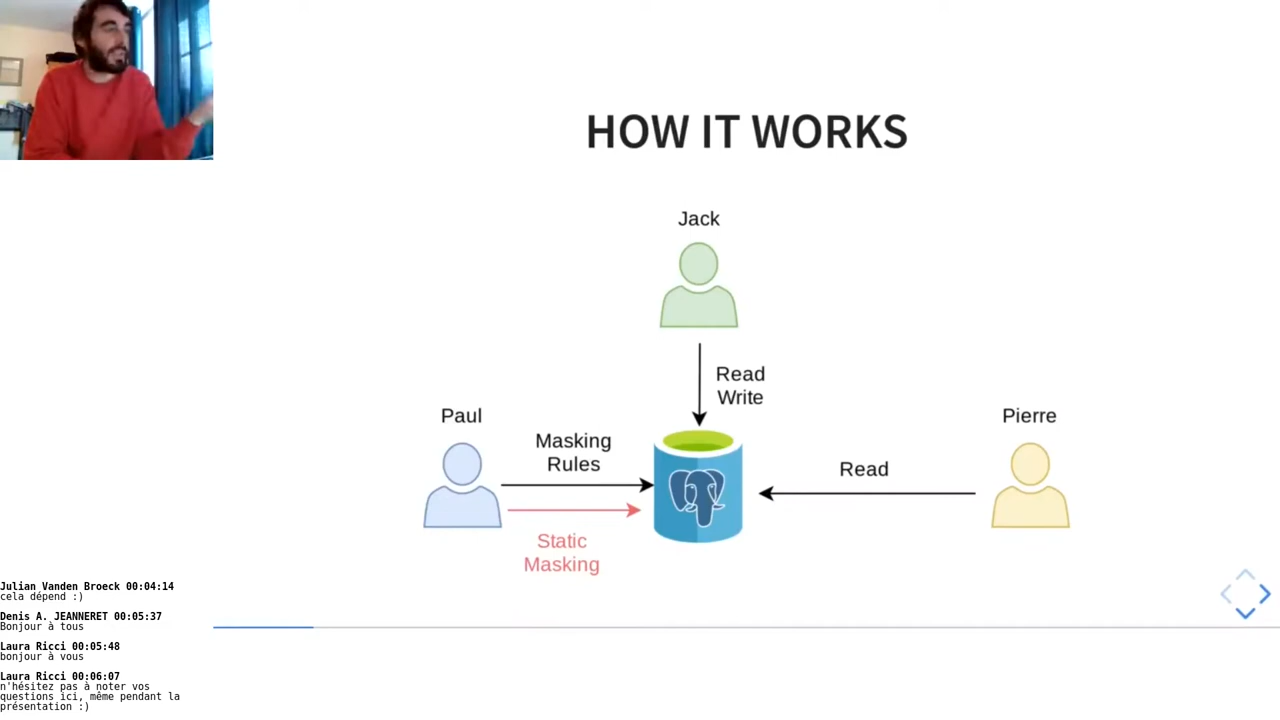 HOW IT WORKS
Jack
Read
Write
Paul
Pierre
Masking
Rules
Read
Static
Masking
Julian Vanden Broeck 00:04:14
cela dépend :)
Denis A. JEANNERET 00:05:37
Bonjour à tous
Laura Ricci 00:05:48
bonjour à vous
Laura Ricci 00:06:07
n'hésitez pas à noter vos
questions ici, même pendant la
présentation :)